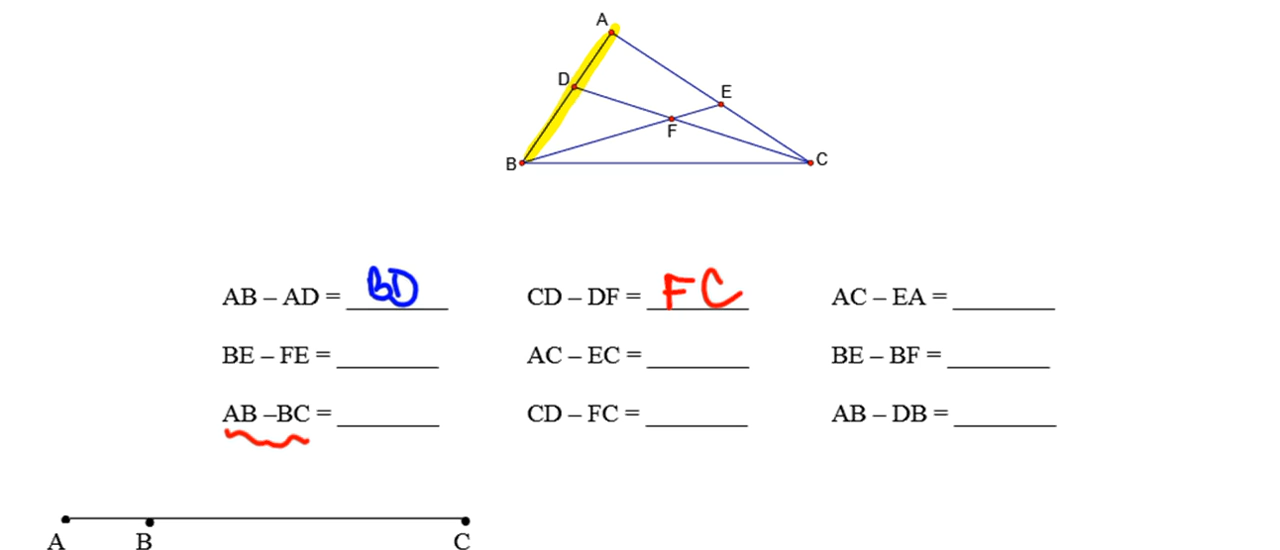 A
D
E
F
B
C
AB – AD = BD
CD – DF = FC
AC – EA = ________
BE – FE = ________
AC – EC = ________
BE – BF = ________
AB –BC = ________
CD – FC = ________
AB – DB = ________
A B C